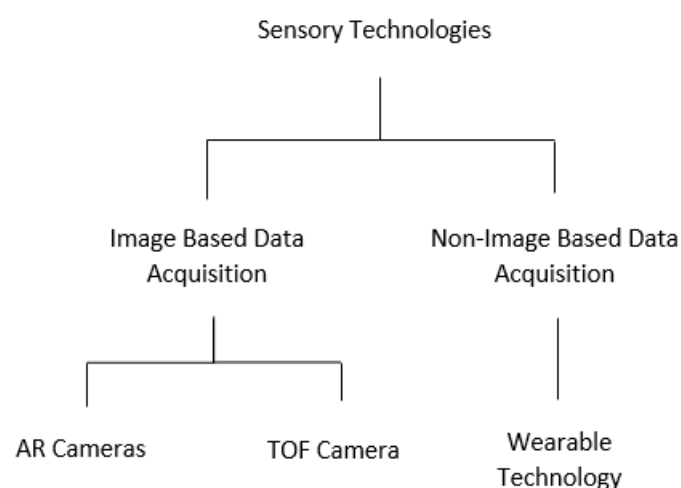 Sensory Technologies
Image Based Data
Acquisition
Non-Image Based Data
Acquisition
AR Cameras
TOF Camera
Wearable
Technology